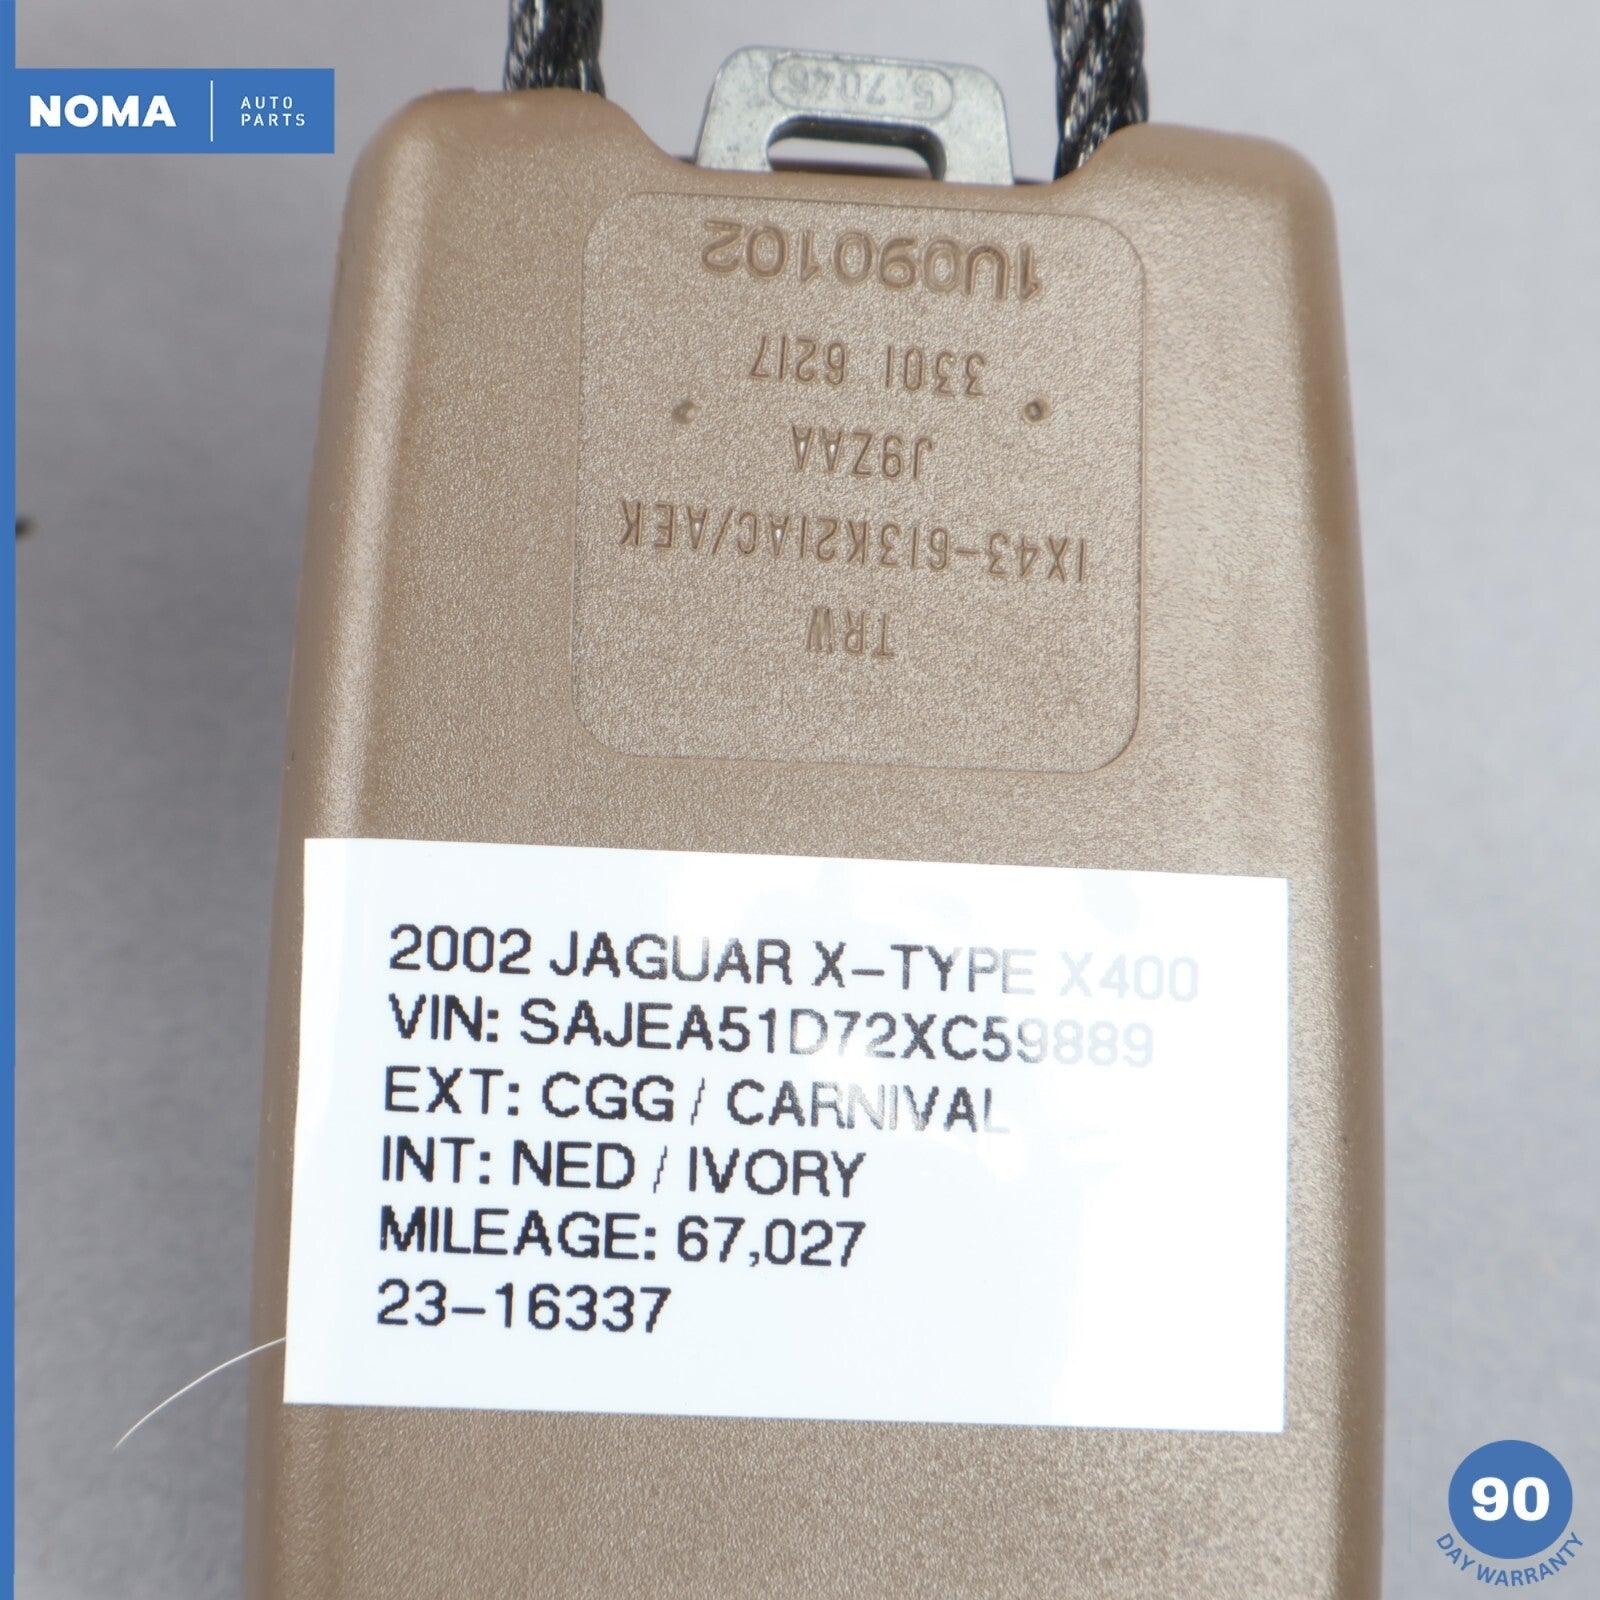 NOMA
AUTO
PARTS
5.7046
1U090102
3301 6217
J9ZAA
1X43-613K21AC/AEK
TRW
2002 JAGUAR X-TYPE X400
VIN: SAJEA51D72XC59889
EXT: CGG / CARNIVAL
INT: NED / IVORY
MILEAGE: 67,027
23-16337
90
DAY WARRANTY